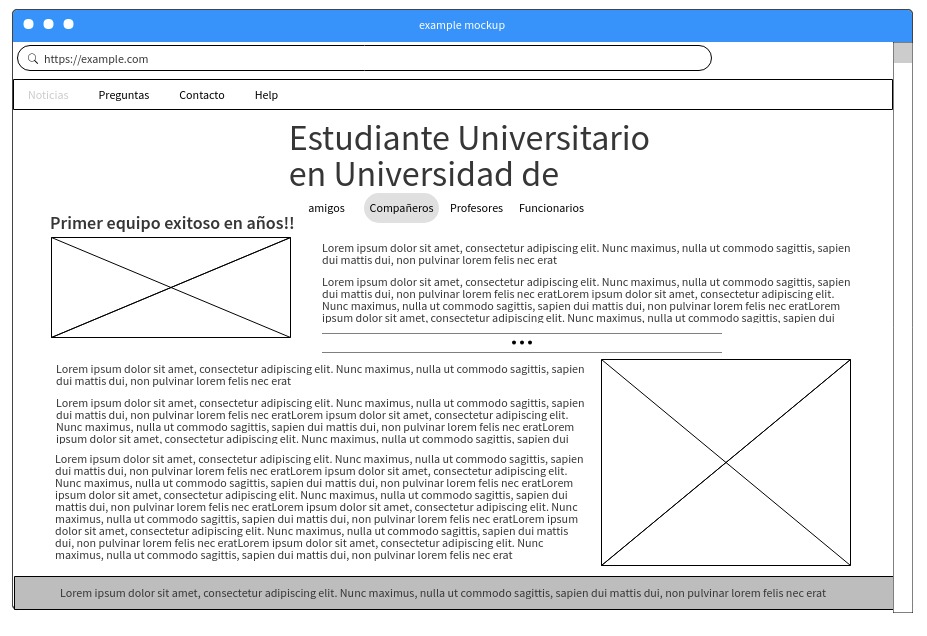 example mockup
https://example.com
Noticias Preguntas Contacto Help
Estudiante Universitario
en Universidad de
amigos Compañeros Profesores Funcionarios
Primer equipo exitoso en años!!
Lorem ipsum dolor sit amet, consectetur adipiscing elit. Nunc maximus, nulla ut commodo sagittis, sapien
dui mattis dui, non pulvinar lorem felis nec erat
Lorem ipsum dolor sit amet, consectetur adipiscing elit. Nunc maximus, nulla ut commodo sagittis, sapien
dui mattis dui, non pulvinar lorem felis nec eratLorem ipsum dolor sit amet, consectetur adipiscing elit.
Nunc maximus, nulla ut commodo sagittis, sapien dui mattis dui, non pulvinar lorem felis nec eratLorem
ipsum dolor sit amet, consectetur adipiscing elit. Nunc maximus, nulla ut commodo sagittis, sapien dui
Lorem ipsum dolor sit amet, consectetur adipiscing elit. Nunc maximus, nulla ut commodo sagittis, sapien
dui mattis dui, non pulvinar lorem felis nec erat
Lorem ipsum dolor sit amet, consectetur adipiscing elit. Nunc maximus, nulla ut commodo sagittis, sapien
dui mattis dui, non pulvinar lorem felis nec eratLorem ipsum dolor sit amet, consectetur adipiscing elit.
Nunc maximus, nulla ut commodo sagittis, sapien dui mattis dui, non pulvinar lorem felis nec eratLorem
ipsum dolor sit amet, consectetur adipiscing elit. Nunc maximus, nulla ut commodo sagittis, sapien dui
Lorem ipsum dolor sit amet, consectetur adipiscing elit. Nunc maximus, nulla ut commodo sagittis, sapien
dui mattis dui, non pulvinar lorem felis nec eratLorem ipsum dolor sit amet, consectetur adipiscing elit.
Nunc maximus, nulla ut commodo sagittis, sapien dui mattis dui, non pulvinar lorem felis nec eratLorem
ipsum dolor sit amet, consectetur adipiscing elit. Nunc maximus, nulla ut commodo sagittis, sapien dui
mattis dui, non pulvinar lorem felis nec eratLorem ipsum dolor sit amet, consectetur adipiscing elit. Nunc
maximus, nulla ut commodo sagittis, sapien dui mattis dui, non pulvinar lorem felis nec eratLorem ipsum
dolor sit amet, consectetur adipiscing elit. Nunc maximus, nulla ut commodo sagittis, sapien dui mattis
dui, non pulvinar lorem felis nec eratLorem ipsum dolor sit amet, consectetur adipiscing elit. Nunc
maximus, nulla ut commodo sagittis, sapien dui mattis dui, non pulvinar lorem felis nec erat
Lorem ipsum dolor sit amet, consectetur adipiscing elit. Nunc maximus, nulla ut commodo sagittis, sapien dui mattis dui, non pulvinar lorem felis nec erat